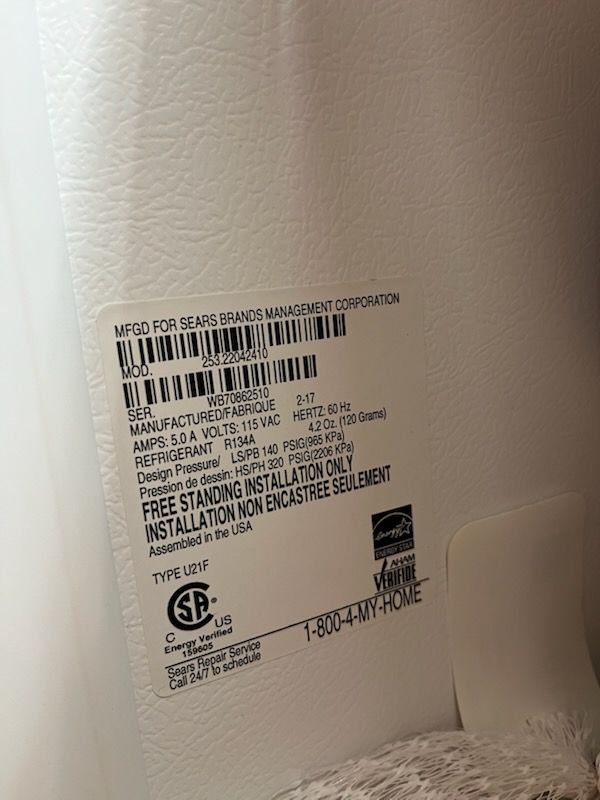 MFGD FOR SEARS BRANDS MANAGEMENT CORPORATION
MOD. 253.22042410
SER. WB70862510
MANUFACTURED/FABRIQUE 2-17
AMPS: 5.0 A VOLTS: 115 VAC HERTZ: 60 Hz
REFRIGERANT R134A 4.2 Oz. (120 Grams)
Design Pressure/ LS/PB 140 PSIG(965 KPa)
Pression de dessin: HS/PH 320 PSIG(2206 KPa)
FREE STANDING INSTALLATION ONLY
INSTALLATION NON ENCASTREE SEULEMENT
Assembled in the USA
TYPE U21F
energy
ENERGY STAR
AHAM
VERIFIDE
SA
C US
Energy Verified
159605
Sears Repair Service
Call 24/7 to schedule
1-800-4-MY-HOME